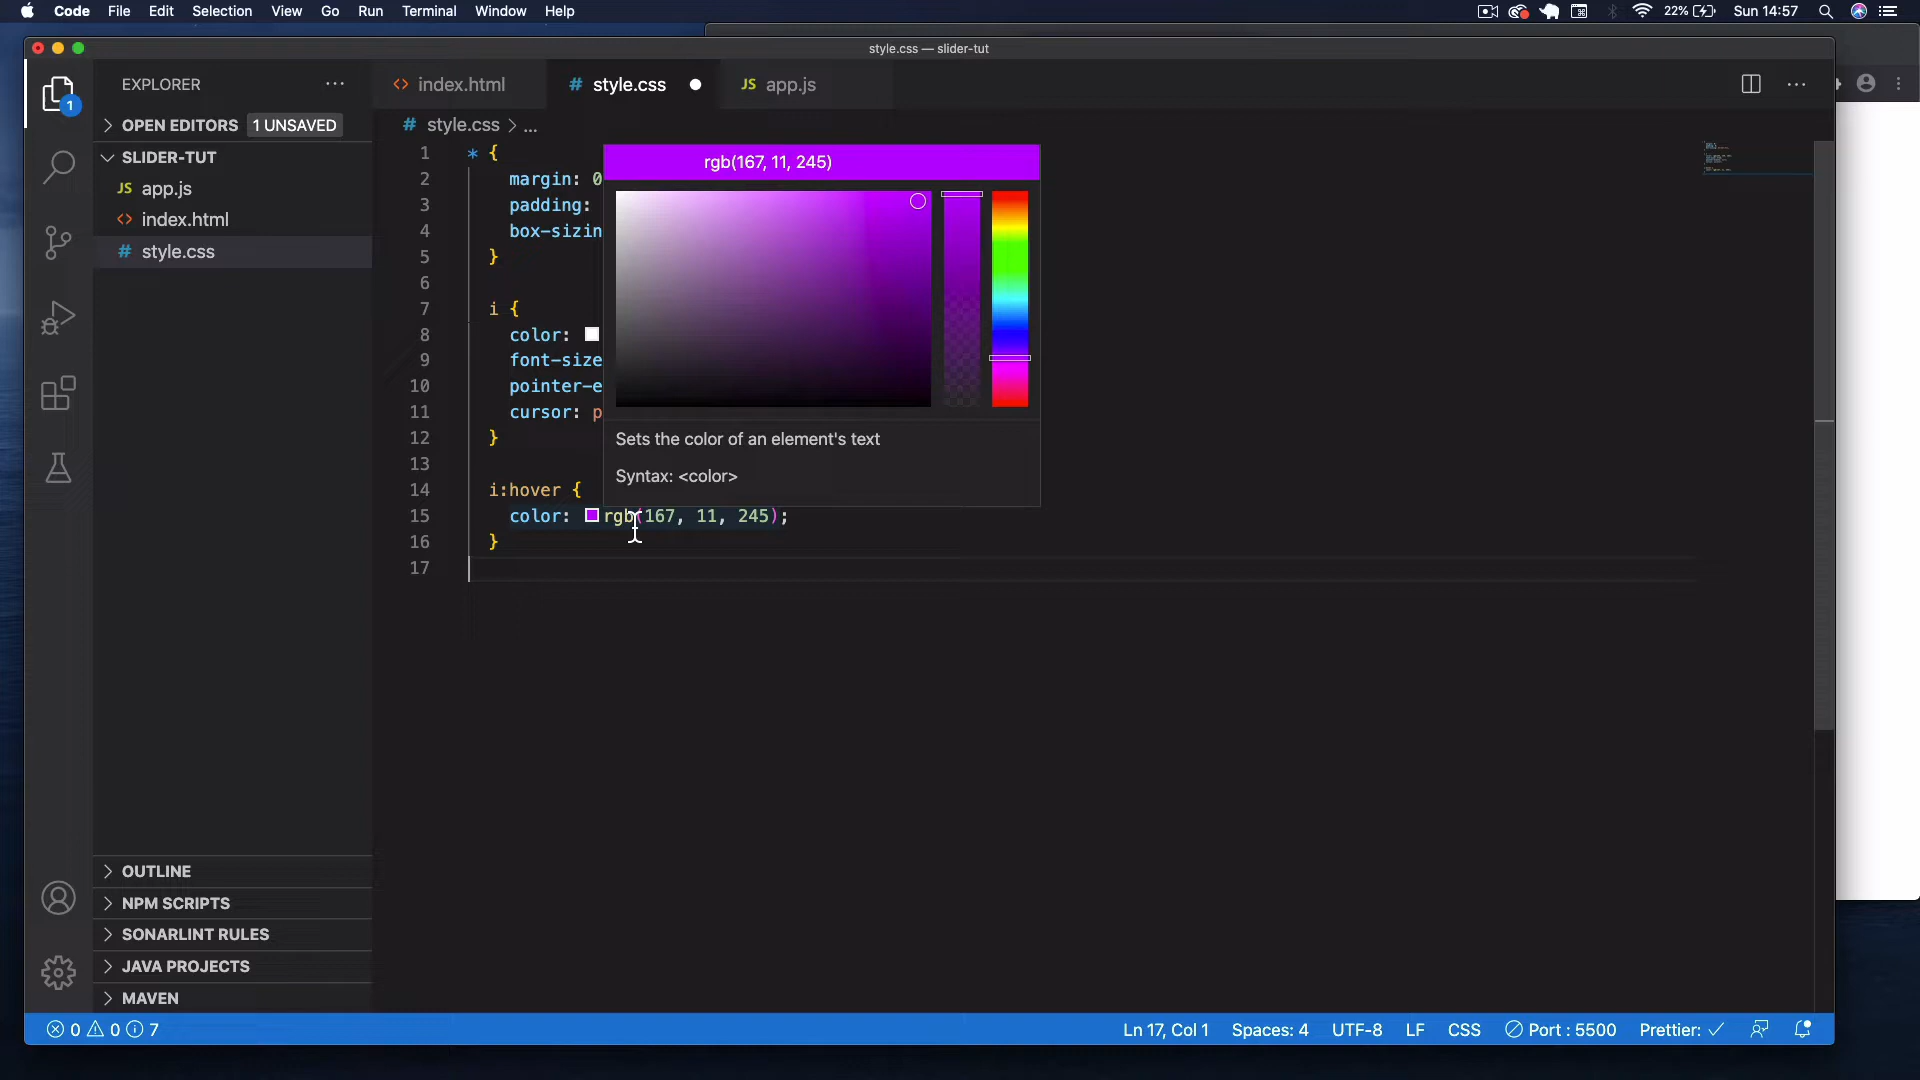 Code File Edit Selection View Go Run Terminal Window Help 22% Sun 14:57
style.css — slider-tut
EXPLORER ...
1
<> index.html # style.css ● JS app.js
OPEN EDITORS 1 UNSAVED
# style.css > ...
SLIDER-TUT
JS app.js
<> index.html
# style.css
1 * {
2 margin: 0
3 padding:
4 box-sizin
5 }
6
7 i {
8 color:
9 font-size
10 pointer-e
11 cursor: p
12 }
13
14 i:hover {
15 color: rgb(167, 11, 245);
16 }
17
rgb(167, 11, 245)
Sets the color of an element's text
Syntax: <color>
OUTLINE
NPM SCRIPTS
SONARLINT RULES
JAVA PROJECTS
MAVEN
0 0 7 Ln 17, Col 1 Spaces: 4 UTF-8 LF CSS Port : 5500 Prettier: ✓